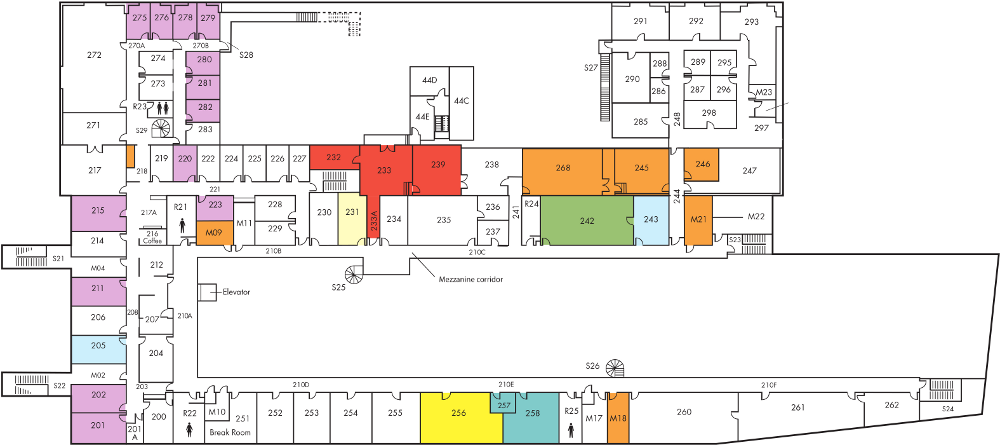 275 276 278 279
291 292 293
270A 270B
S28
272
274
280
44D
S27
290 288 289 295
273
281
44C
286 287 296
M23
R23
282
44E
285
298
248
297
271
S29
283
217
218
219 220 222 224 225 226 227
232
233
239
238
268
245
246
247
221
244
215
217A
R21
223
M11
228
230
231
233A
234
235
236
241
R24
242
243
M21
M22
214
216
Coffee
M09
229
237
S23
210B
210C
S21
M04
212
Mezzanine corridor
S25
211
Elevator
208
206
207
210A
205
204
S26
M02
S22
203
210D
210E
210F
202
201
201
A
200
R22
M10
251
Break Room
252
253
254
255
256
257
258
R25
M17
M18
260
261
262
S24